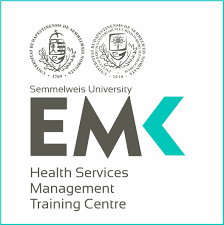 Semmelweis University
EMK
Health Services
Management
Training Centre